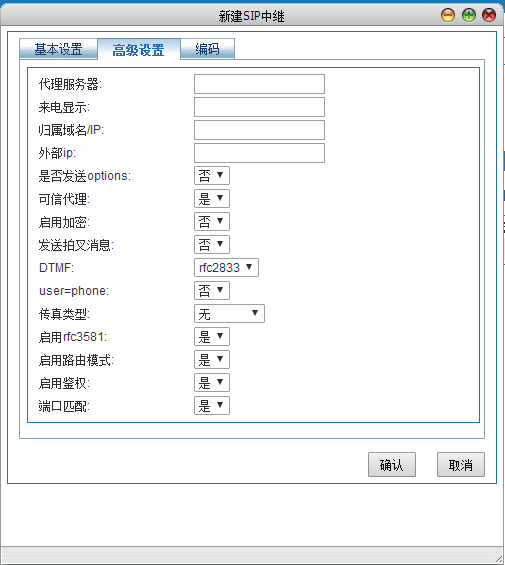 新建SIP中继
基本设置 高级设置 编码
代理服务器:
来电显示:
归属域名/IP:
外部ip:
是否发送options: 否
可信代理: 是
启用加密: 否
发送拍叉消息: 否
DTMF: rfc2833
user=phone: 否
传真类型: 无
启用rfc3581: 是
启用路由模式: 是
启用鉴权: 是
端口匹配: 是
确认 取消